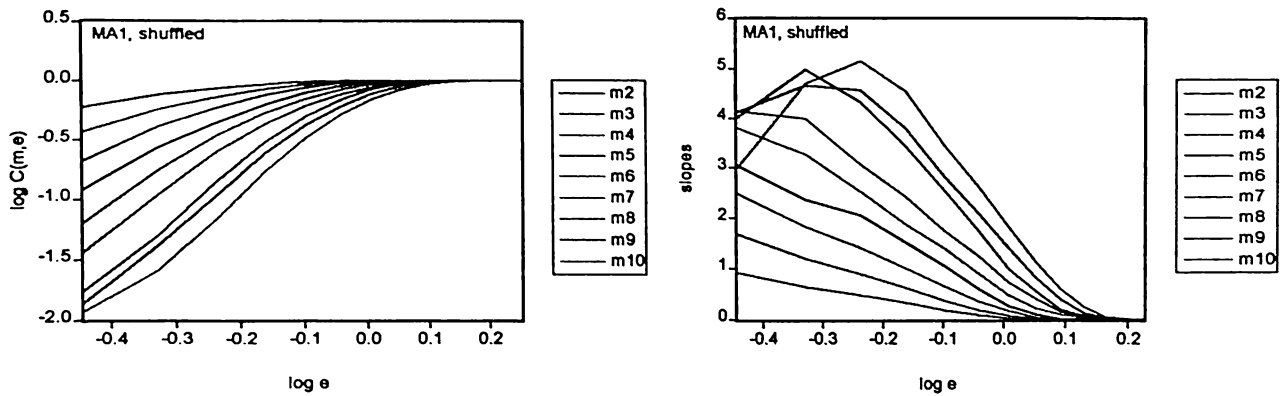 MA1, shuffled
0.5
0.0
-0.5
-1.0
-1.5
-2.0
log C(m,e)
-0.4 -0.3 -0.2 -0.1 0.0 0.1 0.2
log e
m2
m3
m4
m5
m6
m7
m8
m9
m10
MA1, shuffled
6
5
4
3
2
1
0
slopes
-0.4 -0.3 -0.2 -0.1 0.0 0.1 0.2
log e
m2
m3
m4
m5
m6
m7
m8
m9
m10